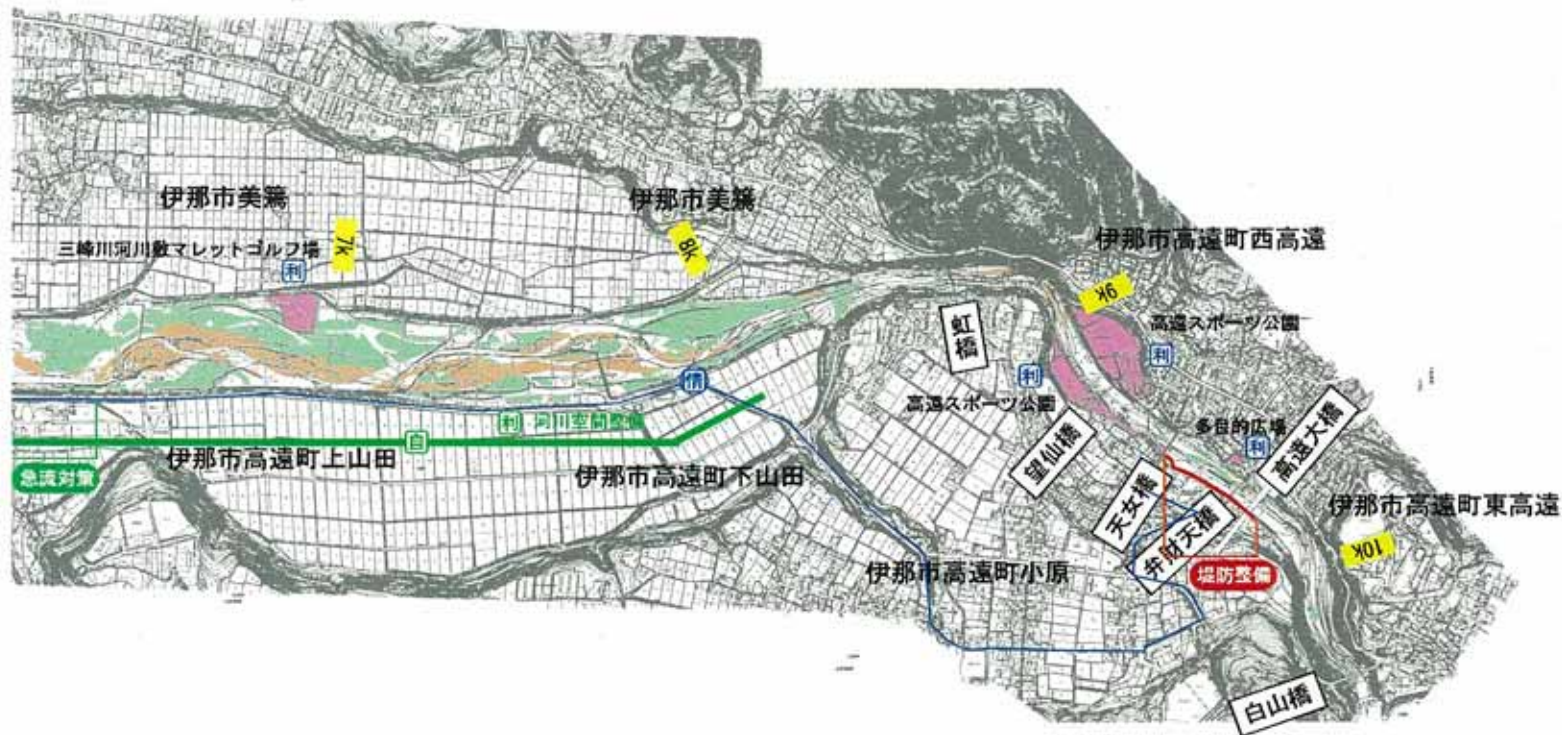 伊那市美篶
伊那市美篶
伊那市高遠町西高遠
7k
8k
9k
三峰川河川敷マレットゴルフ場
利
高遠スポーツ公園
利
虹橋
利
高遠スポーツ公園
情
利 河川空間整備
自
急流対策
伊那市高遠町上山田
伊那市高遠町下山田
望仙橋
多目的広場
利
高遠大橋
天女橋
弁財天橋
伊那市高遠町東高遠
10k
伊那市高遠町小原
堤防整備
白山橋